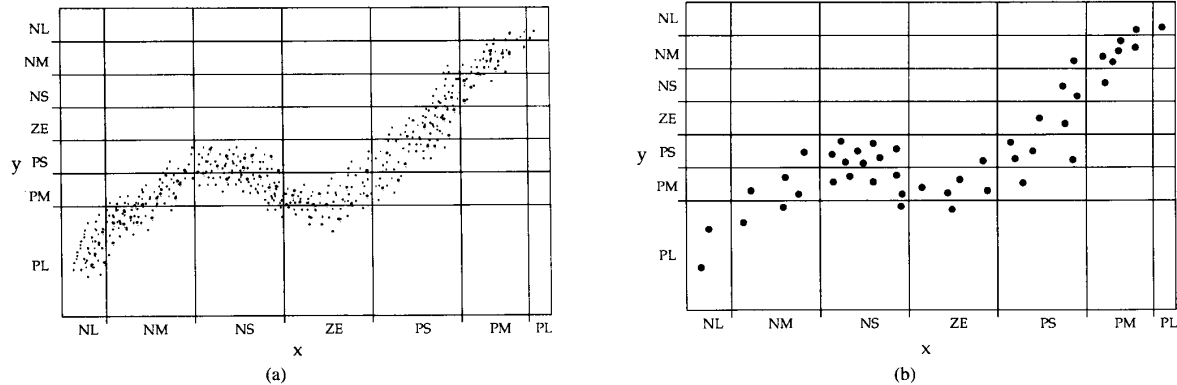 NL
NM
NS
ZE
PS
PM
PL
y
NL NM NS ZE PS PM PL
x
(a)
NL
NM
NS
ZE
PS
PM
PL
y
NL NM NS ZE PS PM PL
x
(b)